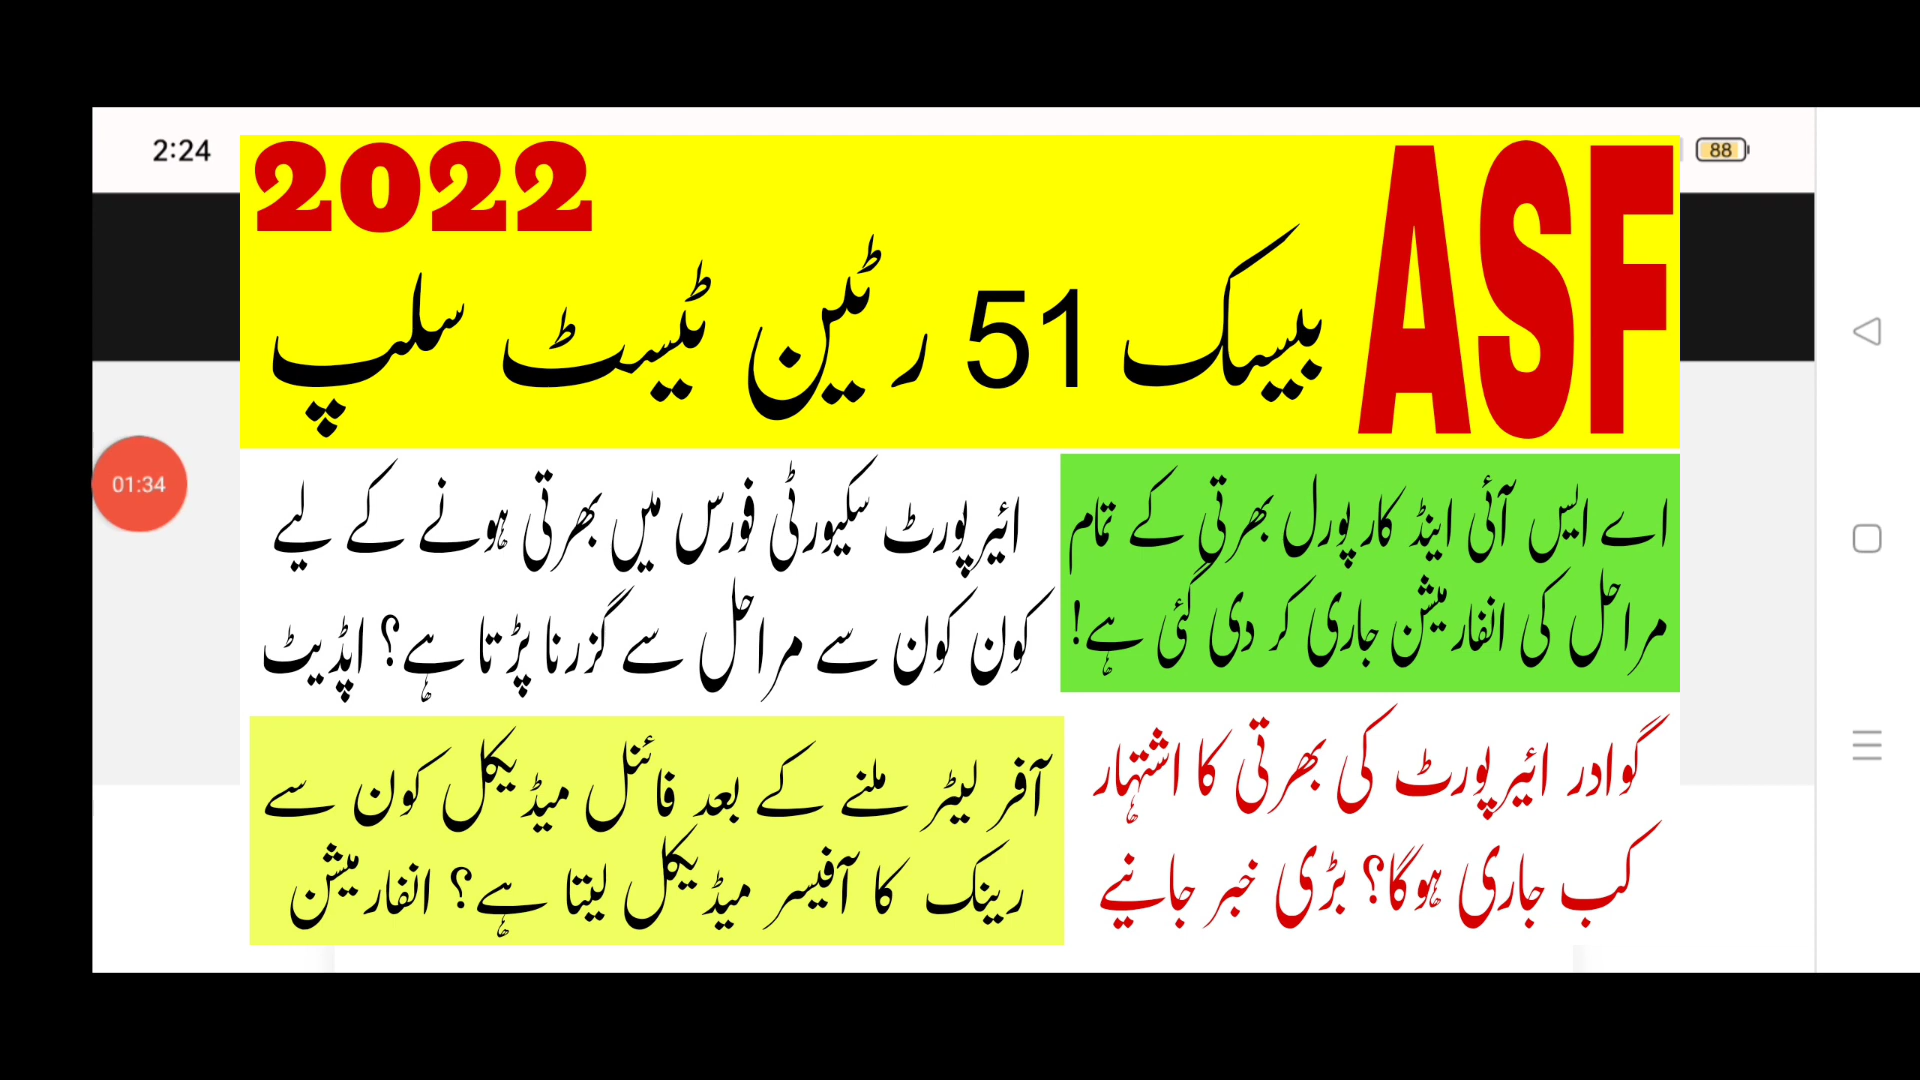 2:24
88
2022
ASF
بیسک 51 رٹین ٹیسٹ سلپ
01:34
اے ایس آئی اینڈ کارپورل بھرتی کے تمام
مراحل کی انفارمیشن جاری کر دی گئی ہے!
ائیرپورٹ سکیورٹی فورس میں بھرتی ہونے کے لیے
کون کون سے مراحل سے گزرنا پڑتا ہے؟ اپڈیٹ
گوادر ائیرپورٹ کی بھرتی کا اشتہار
کب جاری ہوگا؟ بڑی خبر جانیے
آفر لیٹر ملنے کے بعد فائنل میڈیکل کون سے
رینک کا آفیسر میڈیکل لیتا ہے؟ انفارمیشن